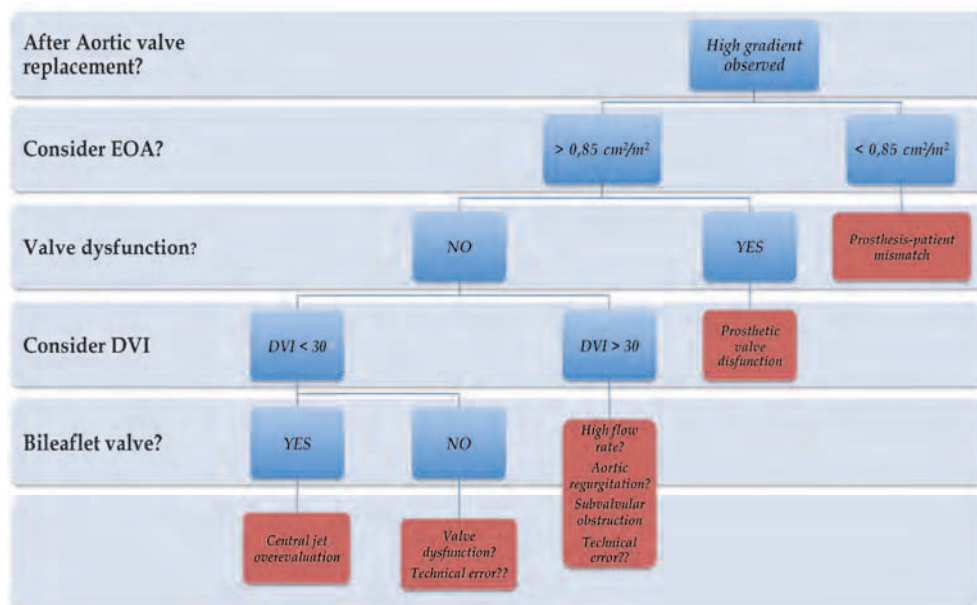 After Aortic valve
replacement?
High gradient
observed
Consider EOA?
> 0,85 cm²/m²
< 0,85 cm²/m²
Valve dysfunction?
NO
YES
Prosthesis-patient
mismatch
Consider DVI
DVI < 30
DVI > 30
Prosthetic
valve
disfunction
Bileaflet valve?
YES
NO
High flow
rate?
Aortic
regurgitation?
Subvalvular
obstruction
Technical
error??
Central jet
overevaluation
Valve
dysfunction?
Technical error??